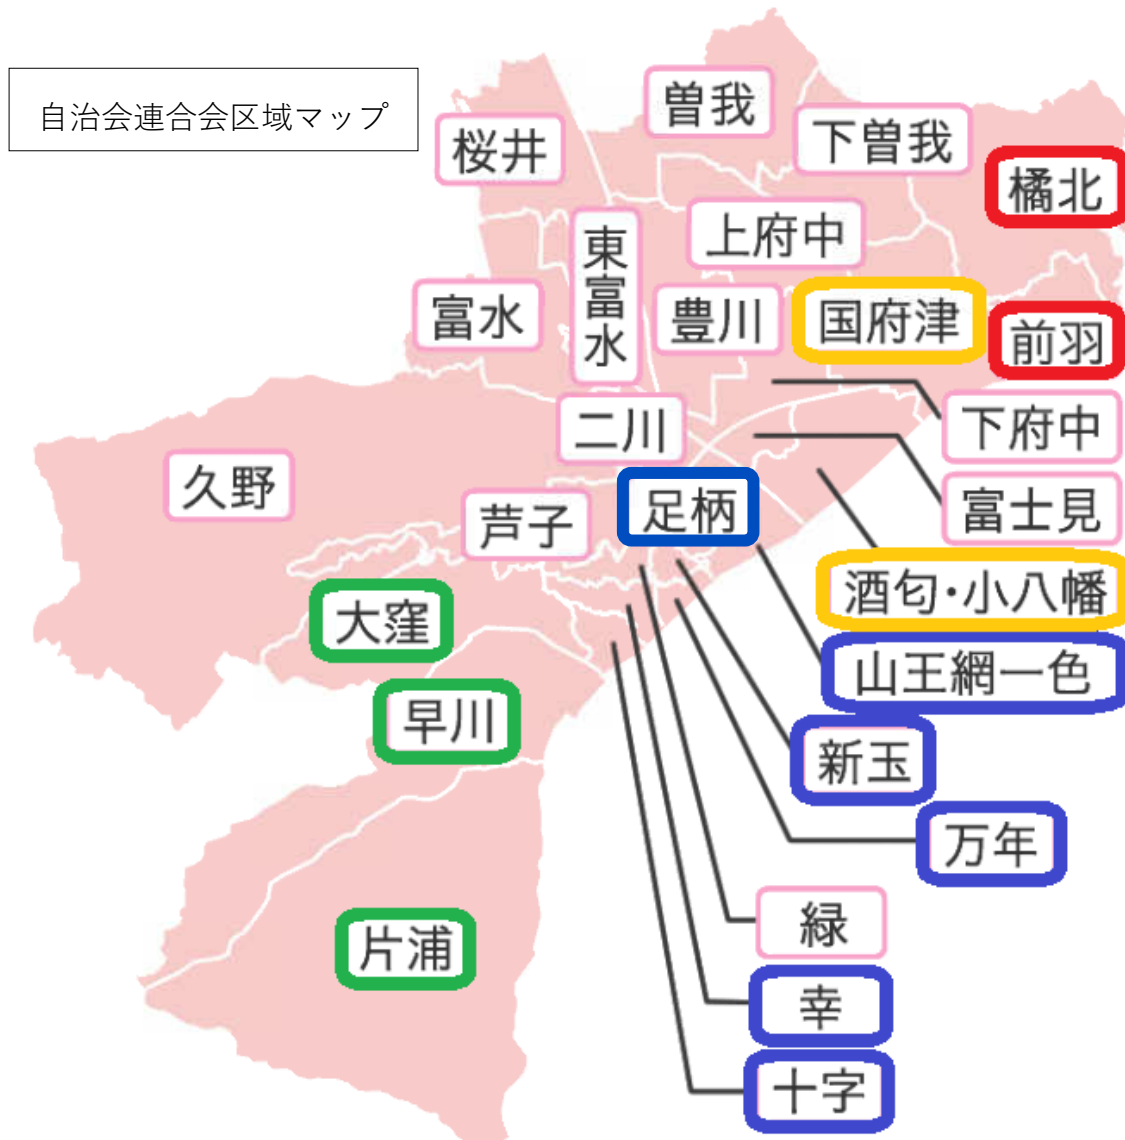 自治会連合会区域マップ
曽我
桜井
下曽我
橘北
上府中
東富水
富水
豊川
国府津
前羽
二川
下府中
久野
足柄
富士見
芦子
酒匂・小八幡
大窪
山王網一色
早川
新玉
万年
緑
片浦
幸
十字